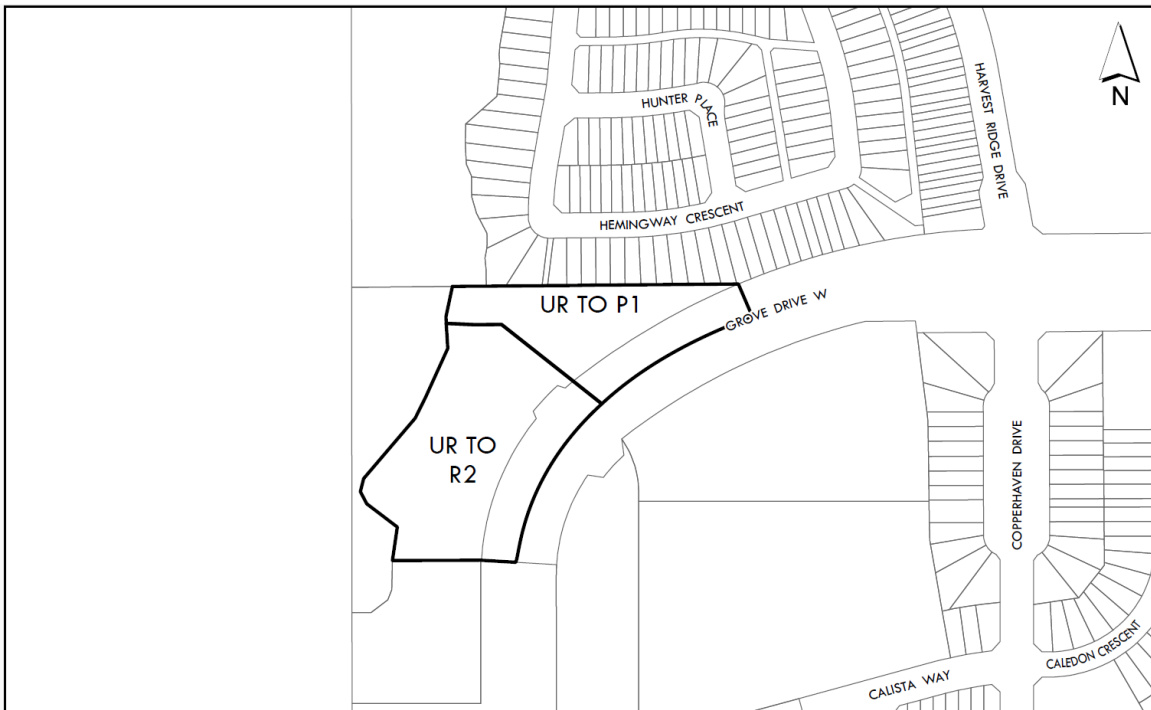 HARVEST RIDGE DRIVE
N
HUNTER PLACE
HEMINGWAY CRESCENT
UR TO P1
GROVE DRIVE W
UR TO
R2
COPPERHAVEN DRIVE
CALEDON CRESCENT
CALISTA WAY